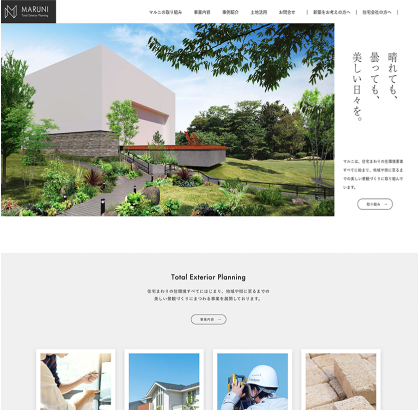 MARUNI
Total Exterior Planning
マルニの取り組み
事業内容
事例紹介
土地活用
お問合せ
新築をお考えの方へ
住宅会社の方へ
晴れても、
曇っても、
美しい日々を。
マルニは、住宅まわりの住環境事業
すべてに始まり、地域や街に至るま
での美しい景観づくりに取り組んで
います。
取り組み →
Total Exterior Planning
住宅まわりの住環境すべてにはじまり、地域や街に至るまでの
美しい景観づくりにまつわる事業を展開しております。
事業内容 →